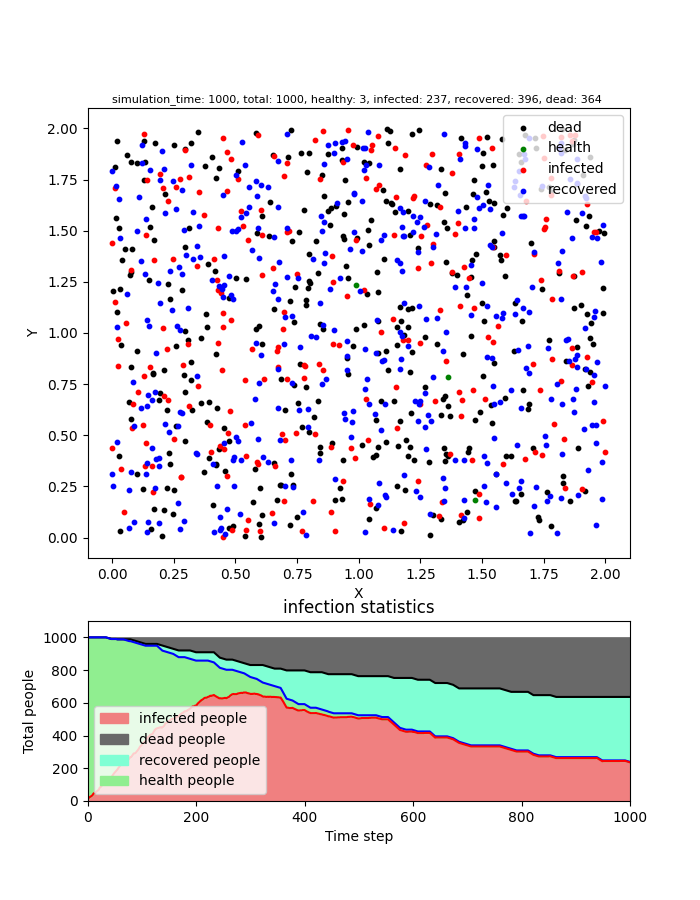 simulation_time: 1000, total: 1000, healthy: 3, infected: 237, recovered: 396, dead: 364
2.00
1.75
1.50
1.25
1.00
0.75
0.50
0.25
0.00
Y
dead
health
infected
recovered
0.00 0.25 0.50 0.75 1.00 1.25 1.50 1.75 2.00
X
infection statistics
1000
800
600
400
200
0
Total people
infected people
dead people
recovered people
health people
0 200 400 600 800 1000
Time step